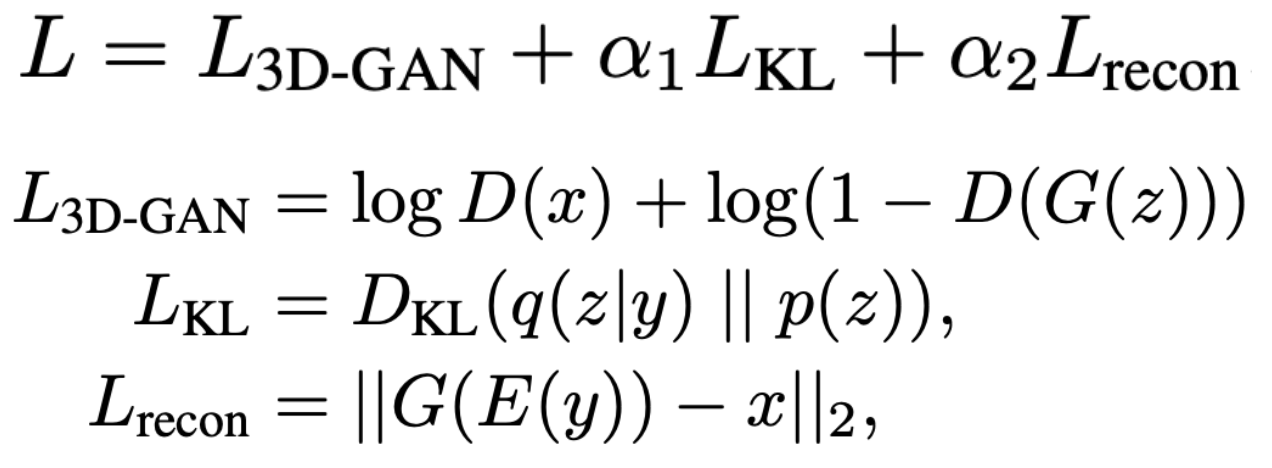 L = L_{3D-GAN} + α_1 L_{KL} + α_2 L_{recon}
L_{3D-GAN} = log D(x) + log(1 − D(G(z)))
L_{KL} = D_{KL}(q(z|y) || p(z)),
L_{recon} = ||G(E(y)) − x||_2,